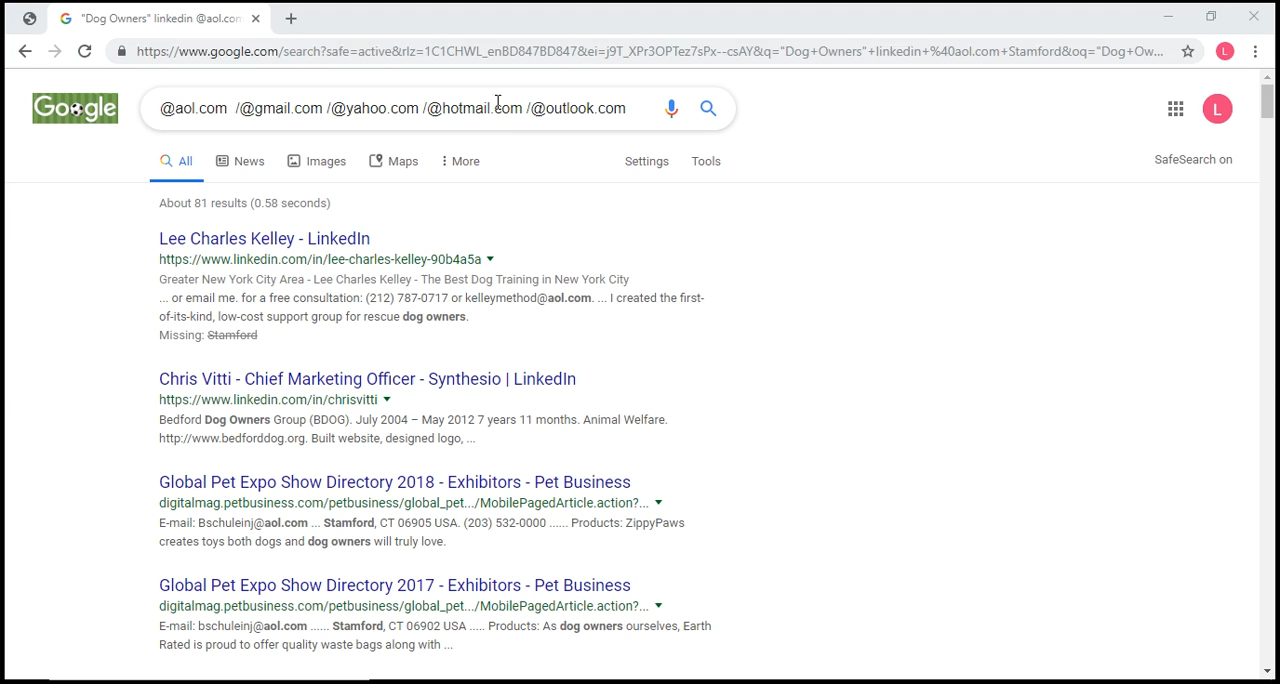 "Dog Owners" linkedin @aol.com
https://www.google.com/search?safe=active&rlz=1C1CHWL_enBD847BD847&ei=j9T_XPr3OPTez7sPx--csAY&q="Dog+Owners"+linkedin+%40aol.com+Stamford&oq="Dog+Ow...
L
Google
@aol.com /@gmail.com /@yahoo.com /@hotmail.com /@outlook.com
L
All News Images Maps More Settings Tools
SafeSearch on
About 81 results (0.58 seconds)
Lee Charles Kelley - LinkedIn
https://www.linkedin.com/in/lee-charles-kelley-90b4a5a
Greater New York City Area - Lee Charles Kelley - The Best Dog Training in New York City
... or email me. for a free consultation: (212) 787-0717 or kelleymethod@aol.com. ... I created the first-
of-its-kind, low-cost support group for rescue dog owners.
Missing: Stamford
Chris Vitti - Chief Marketing Officer - Synthesio | LinkedIn
https://www.linkedin.com/in/chrisvitti
Bedford Dog Owners Group (BDOG). July 2004 – May 2012 7 years 11 months. Animal Welfare.
http://www.bedforddog.org. Built website, designed logo, ...
Global Pet Expo Show Directory 2018 - Exhibitors - Pet Business
digitalmag.petbusiness.com/petbusiness/global_pet.../MobilePagedArticle.action?...
E-mail: Bschuleinj@aol.com ... Stamford, CT 06905 USA. (203) 532-0000 ...... Products: ZippyPaws
creates toys both dogs and dog owners will truly love.
Global Pet Expo Show Directory 2017 - Exhibitors - Pet Business
digitalmag.petbusiness.com/petbusiness/global_pet.../MobilePagedArticle.action?...
E-mail: bschuleinj@aol.com ...... Stamford, CT 06902 USA ..... Products: As dog owners ourselves, Earth
Rated is proud to offer quality waste bags along with ...